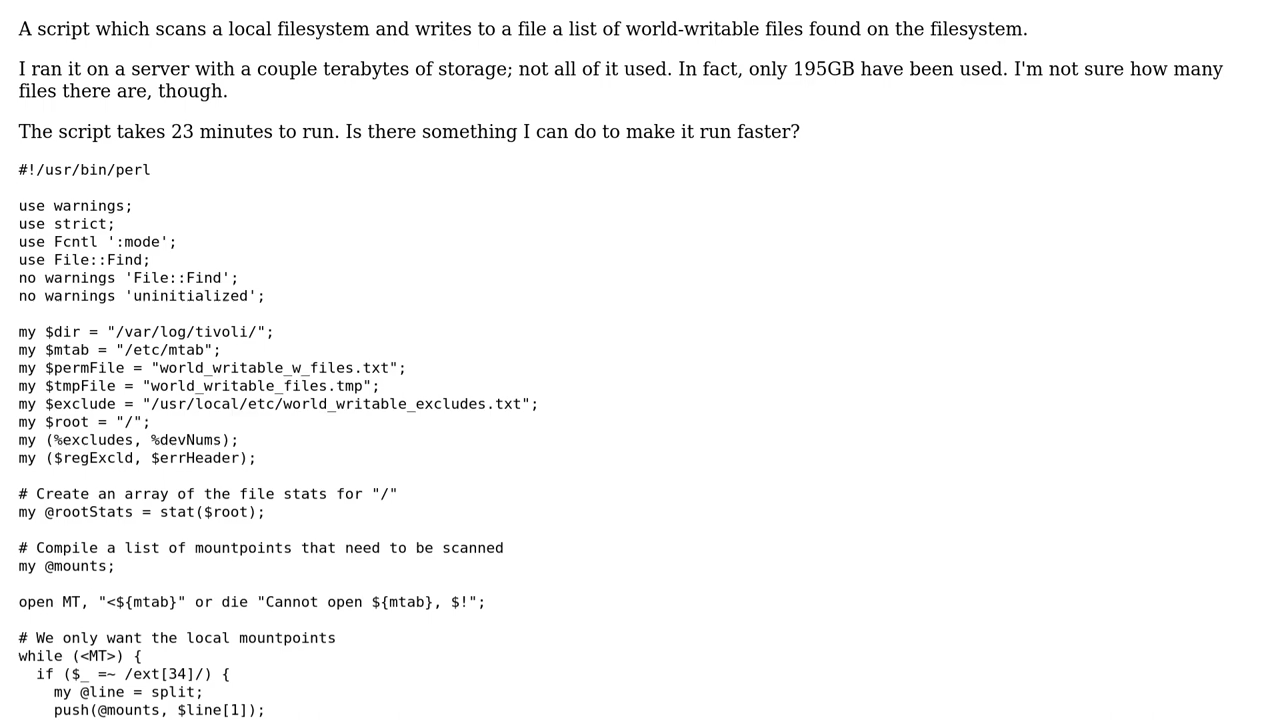 A script which scans a local filesystem and writes to a file a list of world-writable files found on the filesystem.
I ran it on a server with a couple terabytes of storage; not all of it used. In fact, only 195GB have been used. I'm not sure how many
files there are, though.
The script takes 23 minutes to run. Is there something I can do to make it run faster?
#!/usr/bin/perl
use warnings;
use strict;
use Fcntl ':mode';
use File::Find;
no warnings 'File::Find';
no warnings 'uninitialized';
my $dir = "/var/log/tivoli/";
my $mtab = "/etc/mtab";
my $permFile = "world_writable_w_files.txt";
my $tmpFile = "world_writable_files.tmp";
my $exclude = "/usr/local/etc/world_writable_excludes.txt";
my $root = "/";
my (%excludes, %devNums);
my ($regExcld, $errHeader);
# Create an array of the file stats for "/"
my @rootStats = stat($root);
# Compile a list of mountpoints that need to be scanned
my @mounts;
open MT, "<${mtab}" or die "Cannot open ${mtab}, $!";
# We only want the local mountpoints
while (<MT>) {
  if ($_ =~ /ext[34]/) {
    my @line = split;
    push(@mounts, $line[1]);